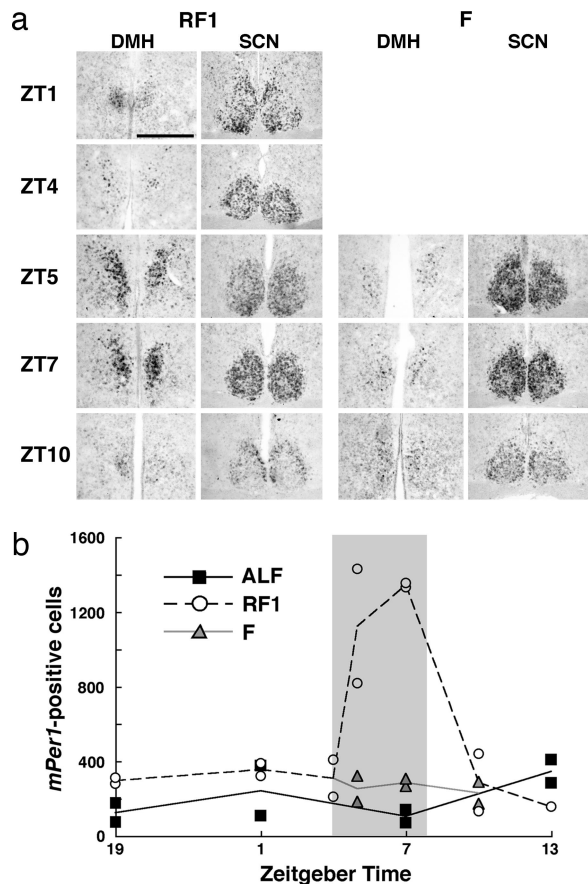 a
RF1
F
DMH
SCN
DMH
SCN
ZT1
ZT4
ZT5
ZT7
ZT10
b
mPer1-positive cells
1600
1400
800
400
0
ALF
RF1
F
19
1
7
13
Zeitgeber Time